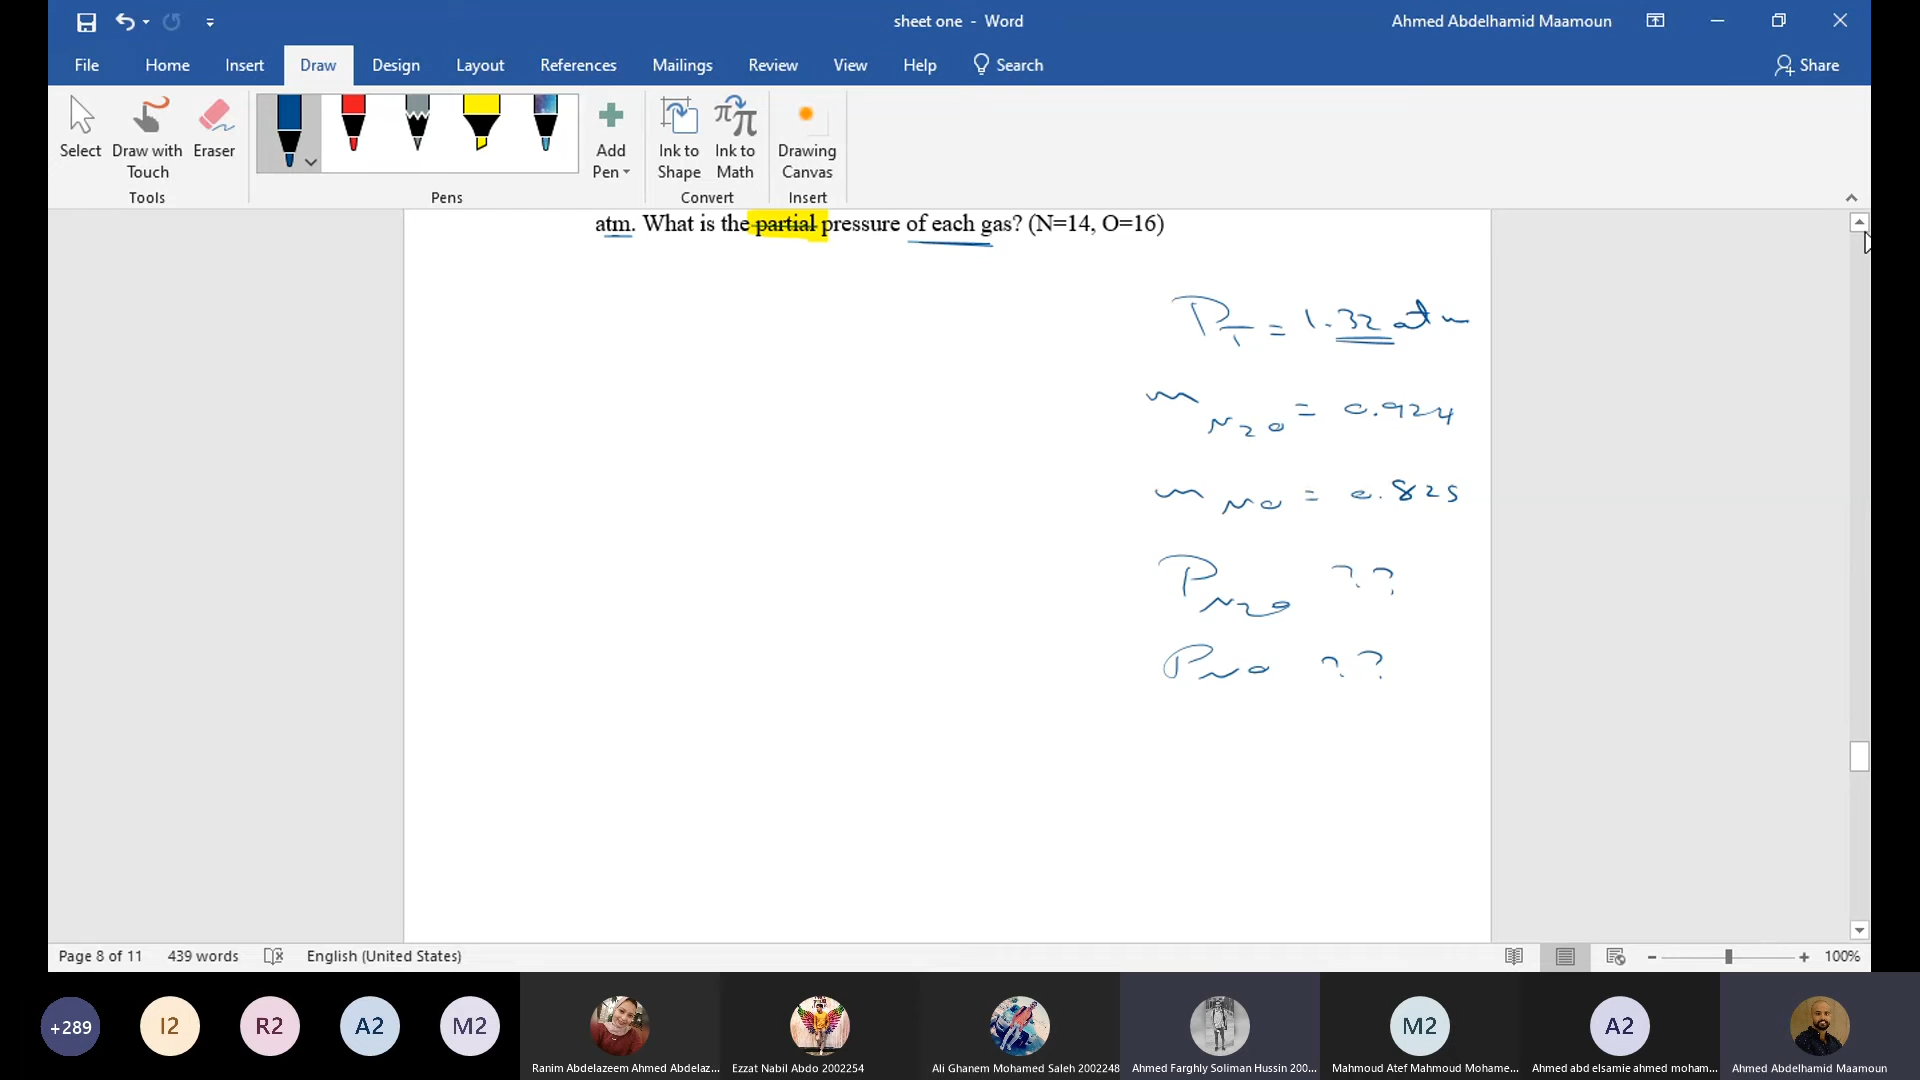 sheet one - Word
Ahmed Abdelhamid Maamoun
File Home Insert Draw Design Layout References Mailings Review View Help Search Share
Select Draw with Touch Eraser Add Pen Ink to Shape Ink to Math Drawing Canvas
Tools Pens Convert Insert
atm. What is the partial pressure of each gas? (N=14, O=16)
P_T = 1.32 atm
m_N2O = 0.924
m_NO = 0.825
P_N2O ??
P_NO ??
Page 8 of 11 439 words English (United States) 100%
+289 I2 R2 A2 M2 M2 A2
Ranim Abdelazeem Ahmed Abdelaz... Ezzat Nabil Abdo 2002254 Ali Ghanem Mohamed Saleh 2002248 Ahmed Farghly Soliman Hussin 200... Mahmoud Atef Mahmoud Mohame... Ahmed abd elsamie ahmed moham... Ahmed Abdelhamid Maamoun